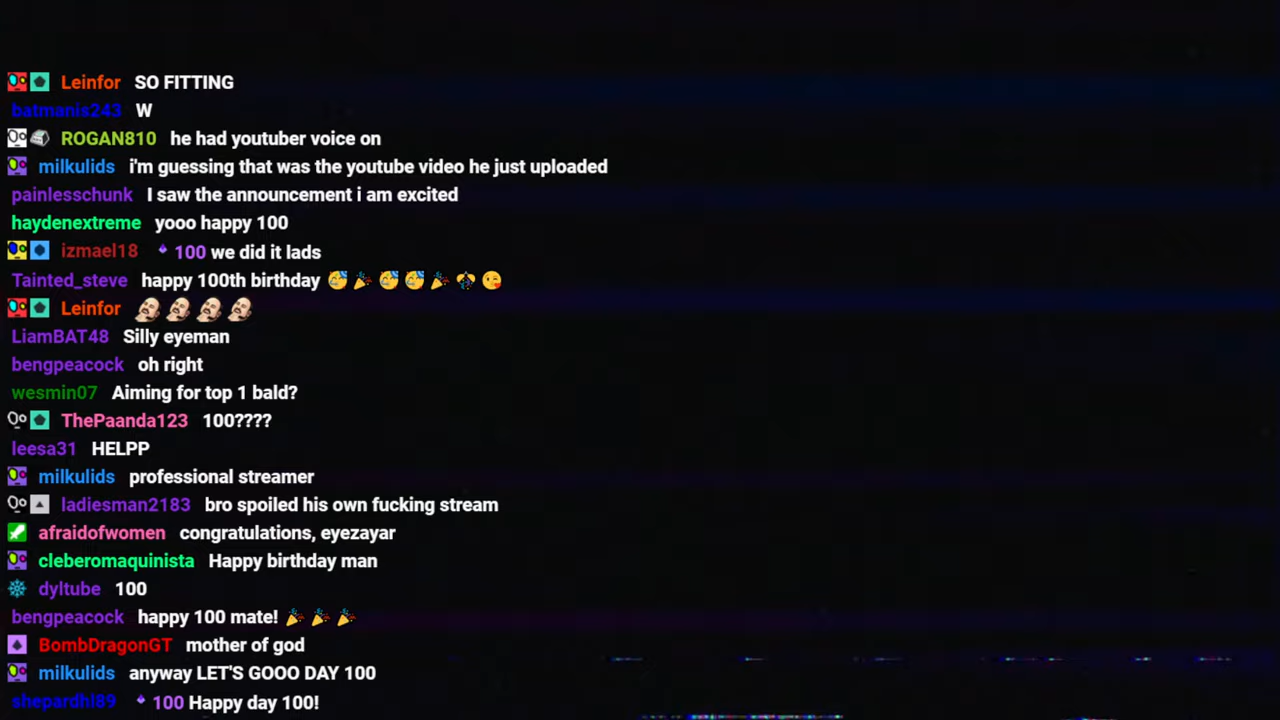 Leinfor SO FITTING
batmanis243 W
ROGAN810 he had youtuber voice on
milkulids i'm guessing that was the youtube video he just uploaded
painlesschunk I saw the announcement i am excited
haydenextreme yooo happy 100
izmael18 100 we did it lads
Tainted_steve happy 100th birthday 🥳 🎉 🥳 🥳 🎉 🪅 😘
Leinfor
LiamBAT48 Silly eyeman
bengpeacock oh right
wesmin07 Aiming for top 1 bald?
ThePaanda123 100????
leesa31 HELPP
milkulids professional streamer
ladiesman2183 bro spoiled his own fucking stream
afraidofwomen congratulations, eyezayar
cleberomaquinista Happy birthday man
dyltube 100
bengpeacock happy 100 mate! 🎉 🎉 🎉
BombDragonGT mother of god
milkulids anyway LET'S GOOO DAY 100
shepardhl89 100 Happy day 100!